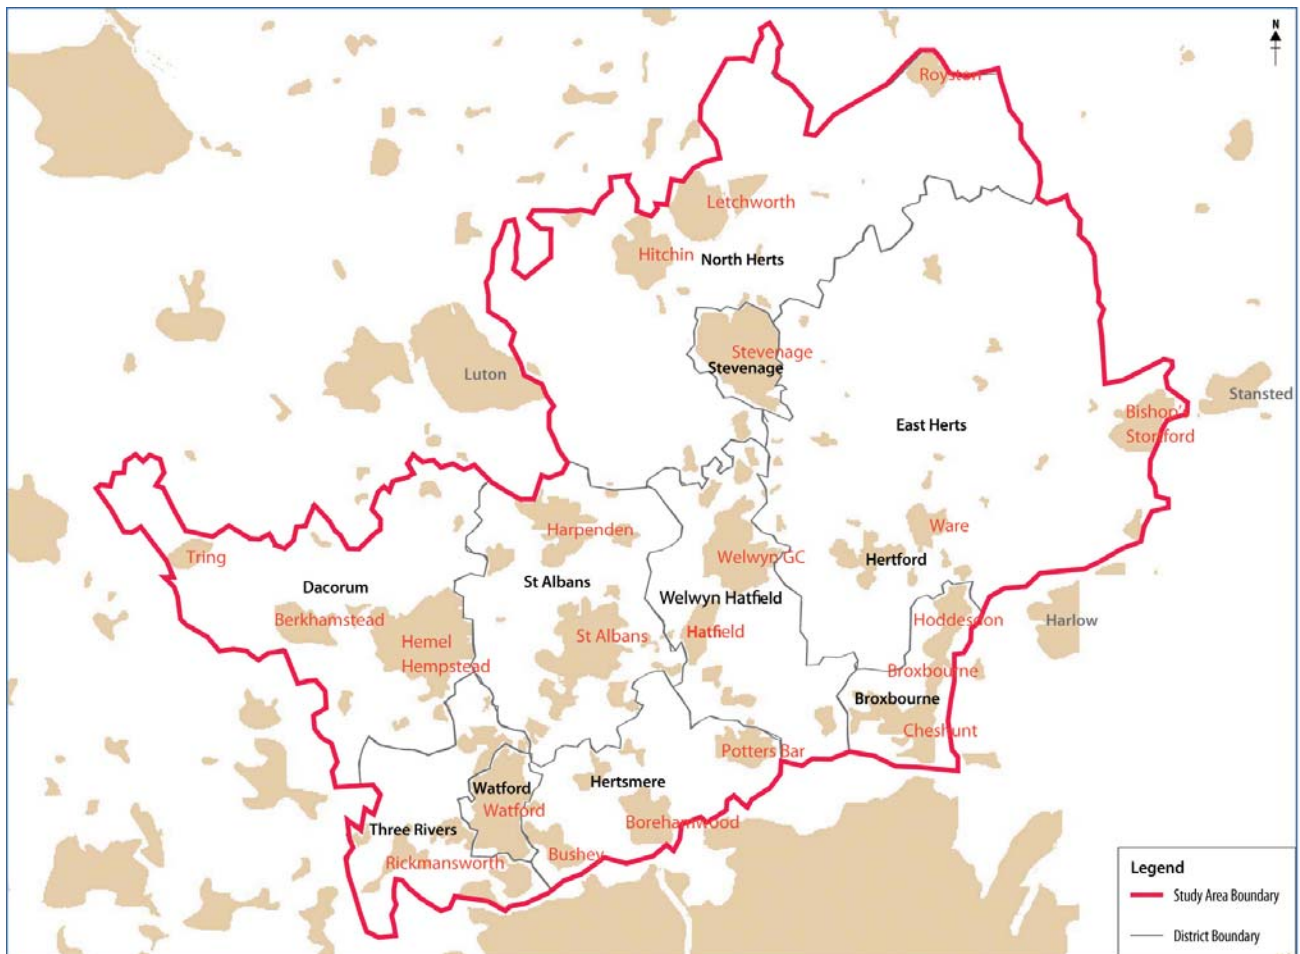 N
Royston
Letchworth
Hitchin
North Herts
Stevenage
Stevenage
Luton
Stansted
Bishop's
Stortford
East Herts
Harpenden
Ware
Tring
Welwyn GC
Hertford
Dacorum
St Albans
Welwyn Hatfield
Berkhamstead
Hemel
Hempstead
St Albans
Hatfield
Hoddesdon
Harlow
Broxbourne
Broxbourne
Cheshunt
Potters Bar
Hertsmere
Watford
Watford
Three Rivers
Borehamwood
Rickmansworth
Bushey
Legend
Study Area Boundary
District Boundary